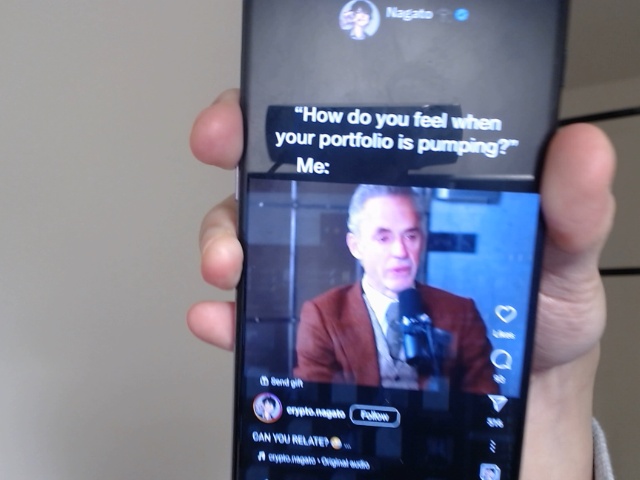 Nagato
“How do you feel when
your portfolio is pumping?”
Me:
Likes
Send gift
crypto.nagato
Follow
CAN YOU RELATE? 😂 ...
crypto.nagato • Original audio